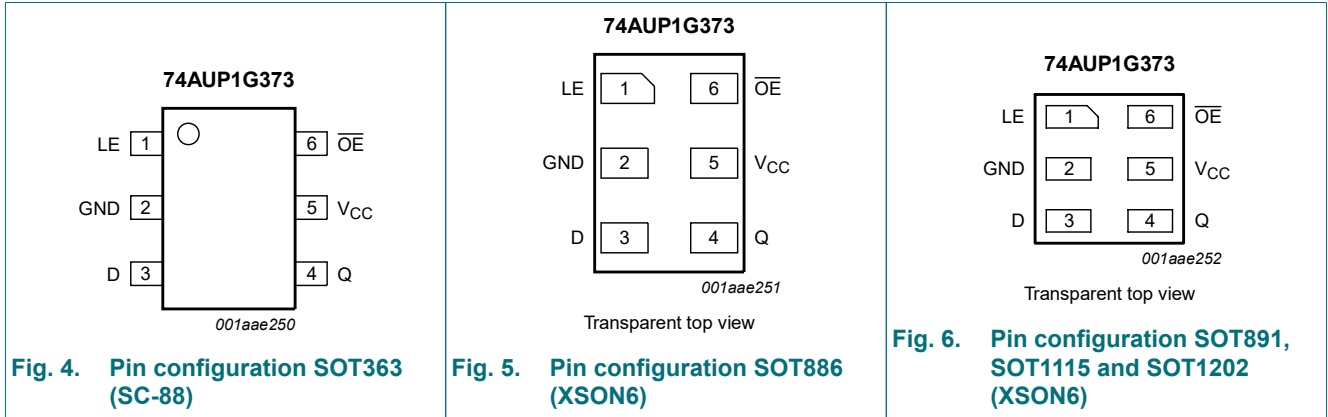 74AUP1G373
LE 1 6 OE
GND 2 5 VCC
D 3 4 Q
001aae250
Fig. 4. Pin configuration SOT363
(SC-88)
74AUP1G373
LE 1 6 OE
GND 2 5 VCC
D 3 4 Q
001aae251
Transparent top view
Fig. 5. Pin configuration SOT886
(XSON6)
74AUP1G373
LE 1 6 OE
GND 2 5 VCC
D 3 4 Q
001aae252
Transparent top view
Fig. 6. Pin configuration SOT891,
SOT1115 and SOT1202
(XSON6)